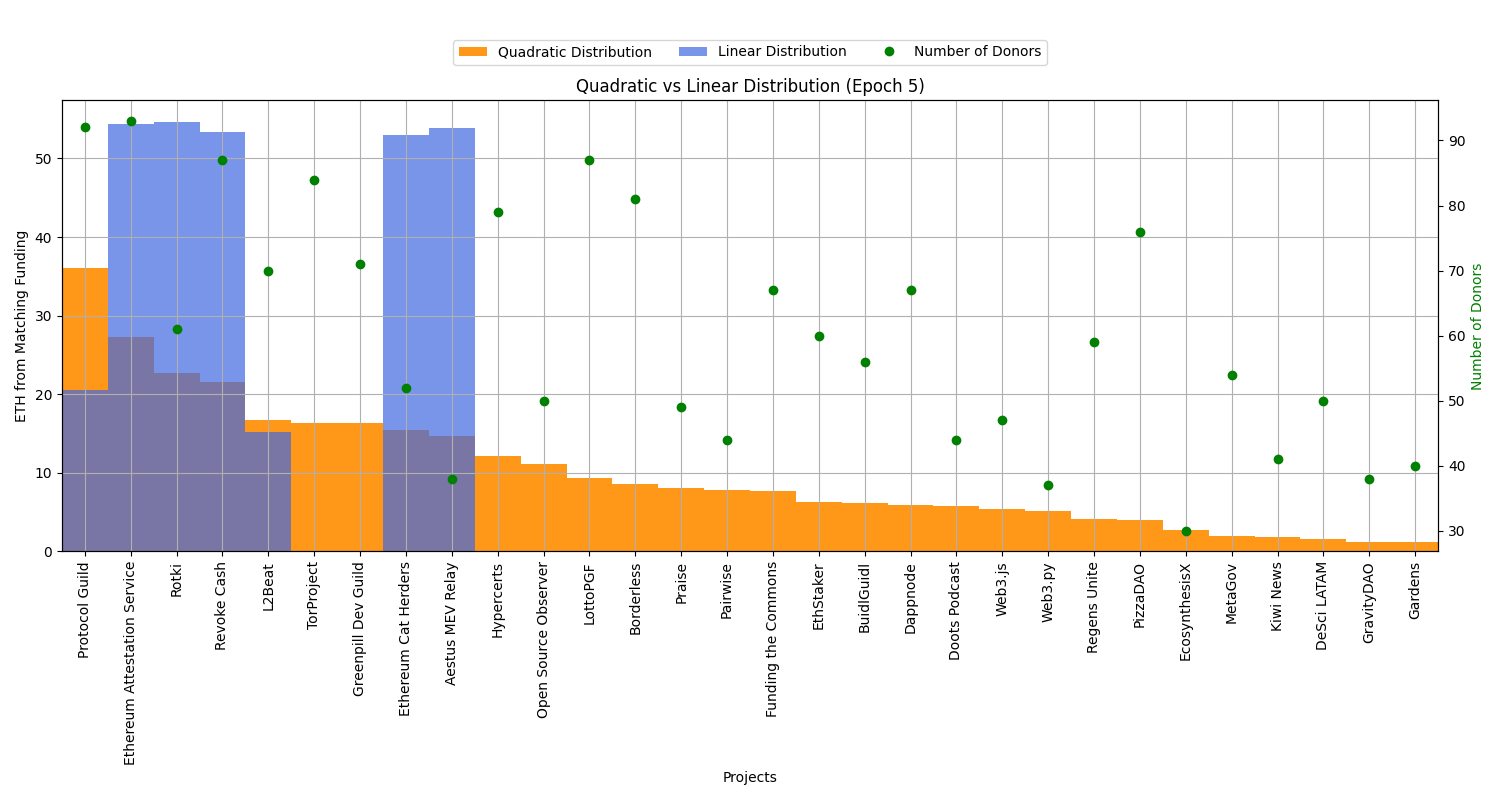 Quadratic Distribution Linear Distribution Number of Donors
Quadratic vs Linear Distribution (Epoch 5)
ETH from Matching Funding
50
40
30
20
10
0
90
80
70
60
50
40
30
Number of Donors
Protocol Guild
Ethereum Attestation Service
Rotki
Revoke Cash
L2Beat
TorProject
Greenpill Dev Guild
Ethereum Cat Herders
Aestus MEV Relay
Hypercerts
Open Source Observer
LottoPGF
Borderless
Praise
Pairwise
Funding the Commons
EthStaker
BuidlGuidl
Dappnode
Doots Podcast
Web3.js
Web3.py
Regens Unite
PizzaDAO
EcosynthesisX
MetaGov
Kiwi News
DeSci LATAM
GravityDAO
Gardens
Projects